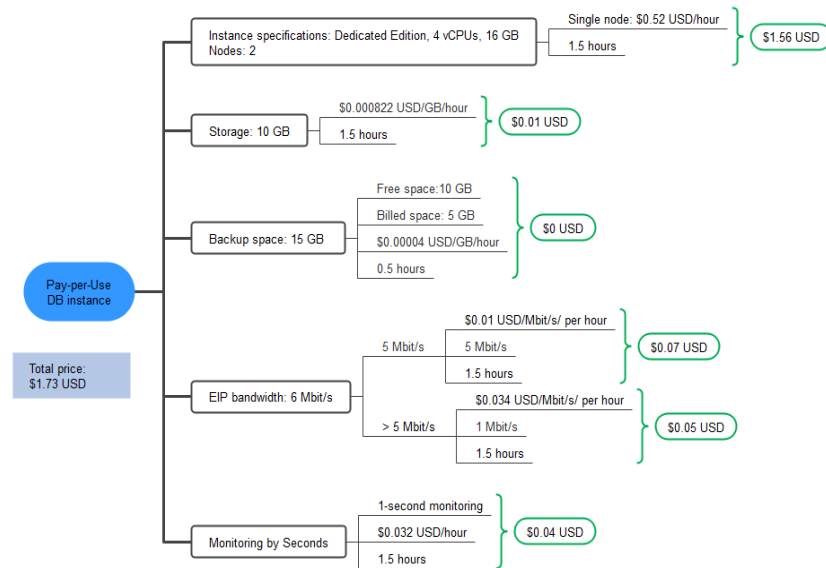 Pay-per-Use
DB instance
Total price:
$1.73 USD
Instance specifications: Dedicated Edition, 4 vCPUs, 16 GB
Nodes: 2
Single node: $0.52 USD/hour
1.5 hours
$1.56 USD
Storage: 10 GB
$0.000822 USD/GB/hour
1.5 hours
$0.01 USD
Backup space: 15 GB
Free space:10 GB
Billed space: 5 GB
$0.00004 USD/GB/hour
0.5 hours
$0 USD
EIP bandwidth: 6 Mbit/s
5 Mbit/s
$0.01 USD/Mbit/s/ per hour
5 Mbit/s
1.5 hours
$0.07 USD
> 5 Mbit/s
$0.034 USD/Mbit/s/ per hour
1 Mbit/s
1.5 hours
$0.05 USD
Monitoring by Seconds
1-second monitoring
$0.032 USD/hour
1.5 hours
$0.04 USD